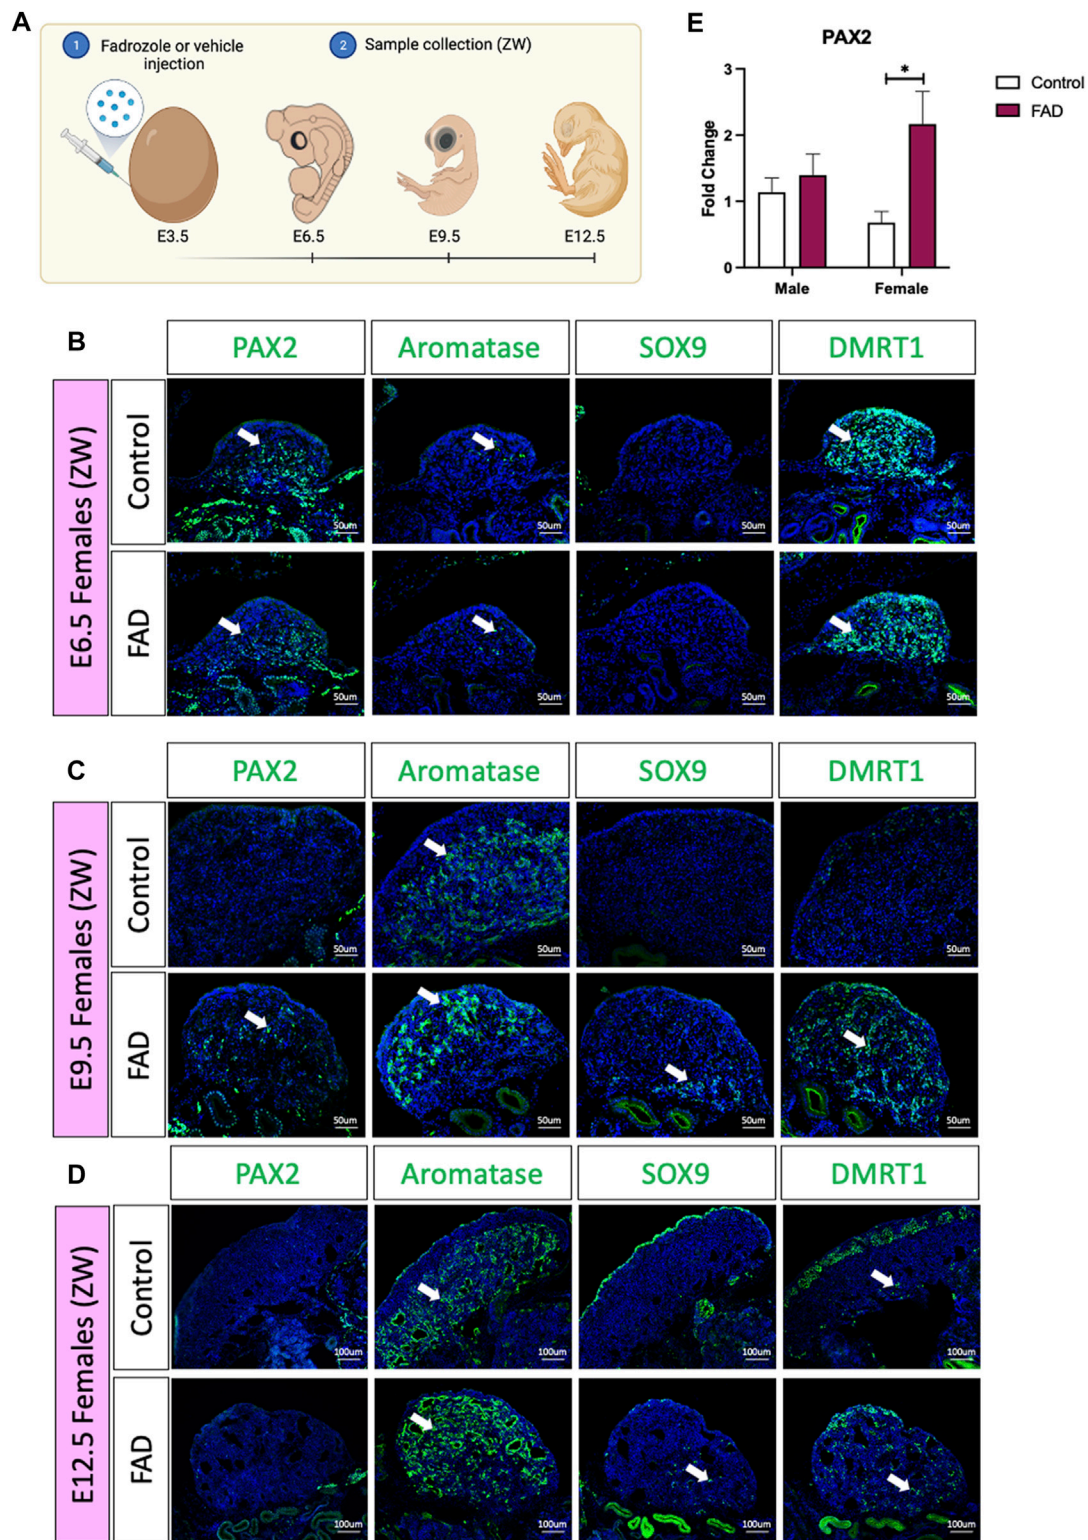 A
1 Fadrozole or vehicle
injection
2 Sample collection (ZW)
E3.5 E6.5 E9.5 E12.5
E
PAX2
3
2
1
0
Fold Change
*
Male Female
Control
FAD
B
PAX2 Aromatase SOX9 DMRT1
E6.5 Females (ZW)
Control
50um 50um 50um 50um
FAD
50um 50um 50um 50um
C
PAX2 Aromatase SOX9 DMRT1
E9.5 Females (ZW)
Control
50um 50um 50um 50um
FAD
50um 50um 50um 50um
D
PAX2 Aromatase SOX9 DMRT1
E12.5 Females (ZW)
Control
100um 100um 100um 100um
FAD
100um 100um 100um 100um